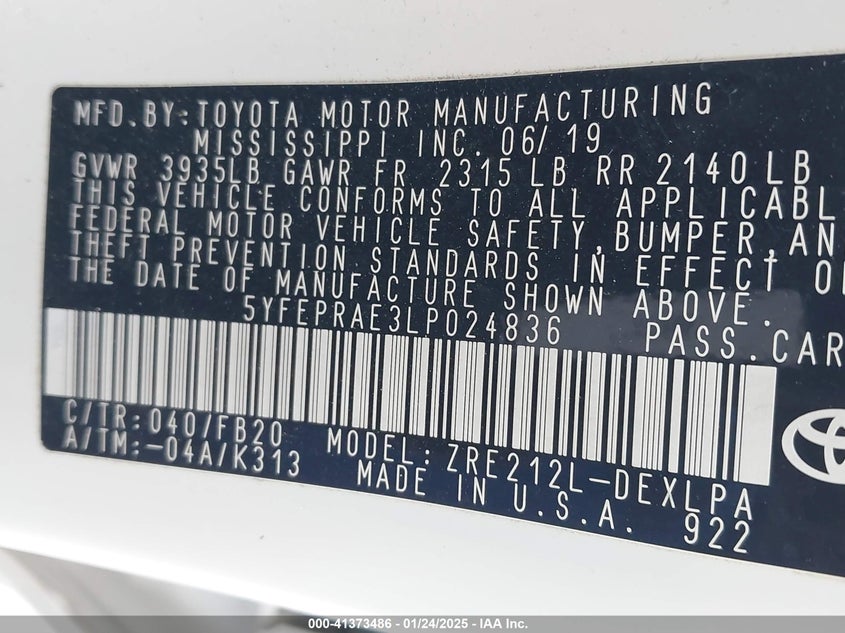 MFD. BY: TOYOTA MOTOR MANUFACTURING
MISSISSIPPI INC. 06/19
GVWR 3935LB GAWR FR 2315 LB RR 2140 LB
THIS VEHICLE CONFORMS TO ALL APPLICABL
FEDERAL MOTOR VEHICLE SAFETY, BUMPER, AN
THEFT PREVENTION STANDARDS IN EFFECT O
THE DATE OF MANUFACTURE SHOWN ABOVE.
5YFEPRAE3LP024836 PASS.CAR
C/TR: 040/FB20
A/TM:-04A/K313
MODEL: ZRE212L-DEXLPA
MADE IN U.S.A. 922
000-41373486 - 01/24/2025 - IAA Inc.